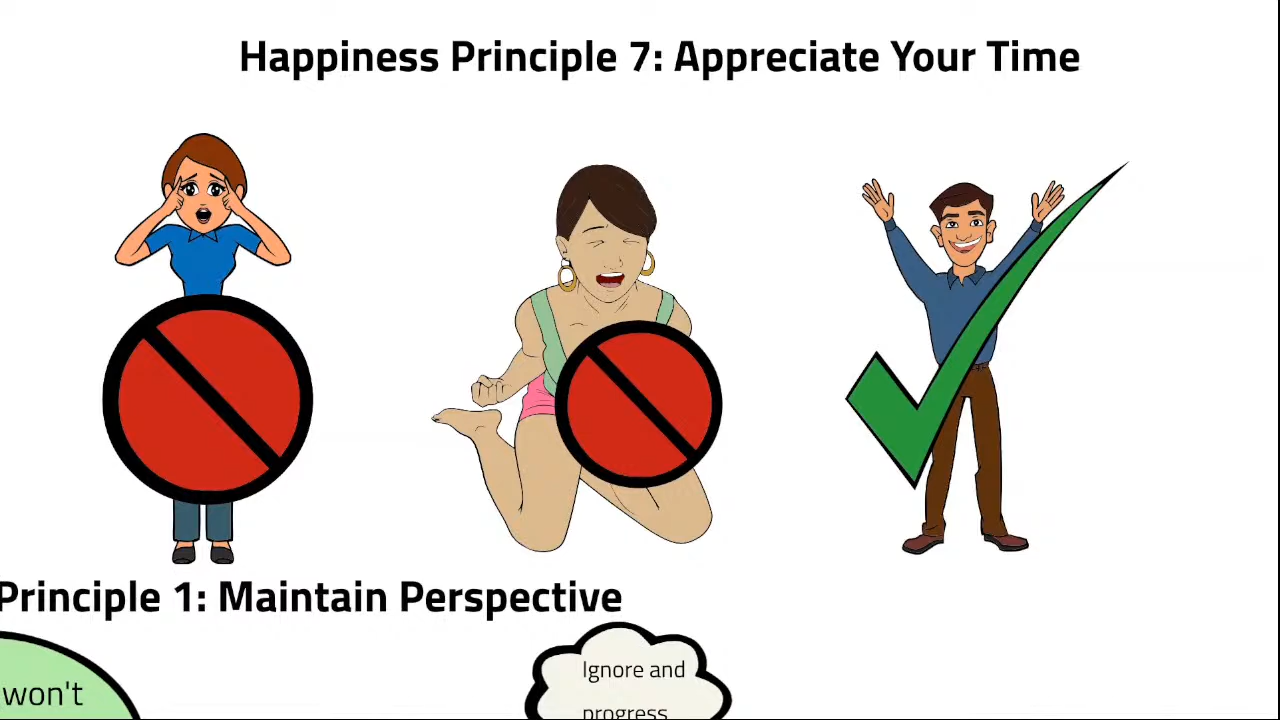 Happiness Principle 7: Appreciate Your Time
Principle 1: Maintain Perspective
won't
Ignore and
progress